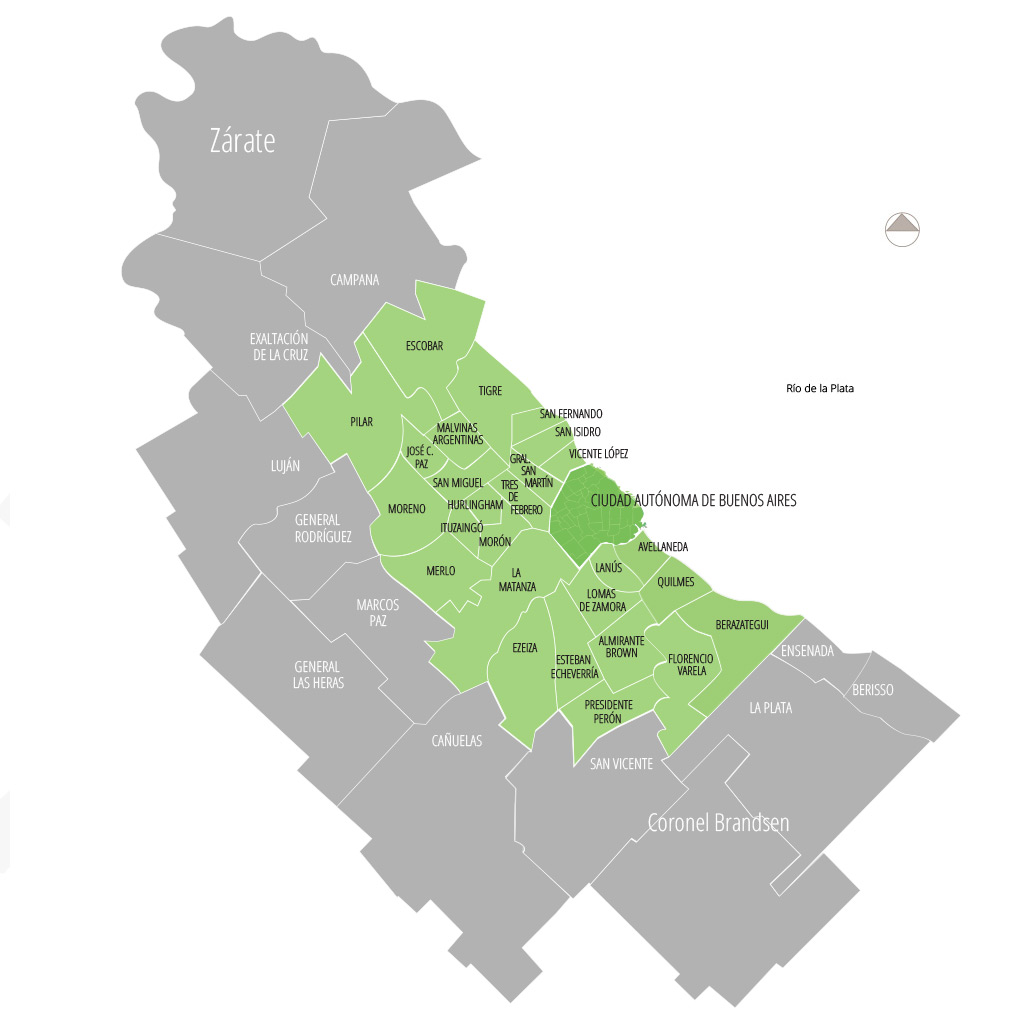 Zárate
CAMPANA
EXALTACIÓN
DE LA CRUZ
ESCOBAR
Río de la Plata
TIGRE
SAN FERNANDO
PILAR
MALVINAS
ARGENTINAS
SAN ISIDRO
JOSÉ C.
PAZ
VICENTE LÓPEZ
GRAL.
SAN
MARTÍN
LUJÁN
SAN MIGUEL
TRES
DE
FEBRERO
HURLINGHAM
MORENO
CIUDAD AUTÓNOMA DE BUENOS AIRES
GENERAL
RODRÍGUEZ
ITUZAINGÓ
MORÓN
AVELLANEDA
MERLO
LA
MATANZA
LANÚS
QUILMES
MARCOS
PAZ
LOMAS
DE ZAMORA
BERAZATEGUI
EZEIZA
ALMIRANTE
BROWN
ENSENADA
GENERAL
LAS HERAS
ESTEBAN
ECHEVERRÍA
FLORENCIO
VARELA
BERISSO
PRESIDENTE
PERÓN
LA PLATA
CAÑUELAS
SAN VICENTE
Coronel Brandsen